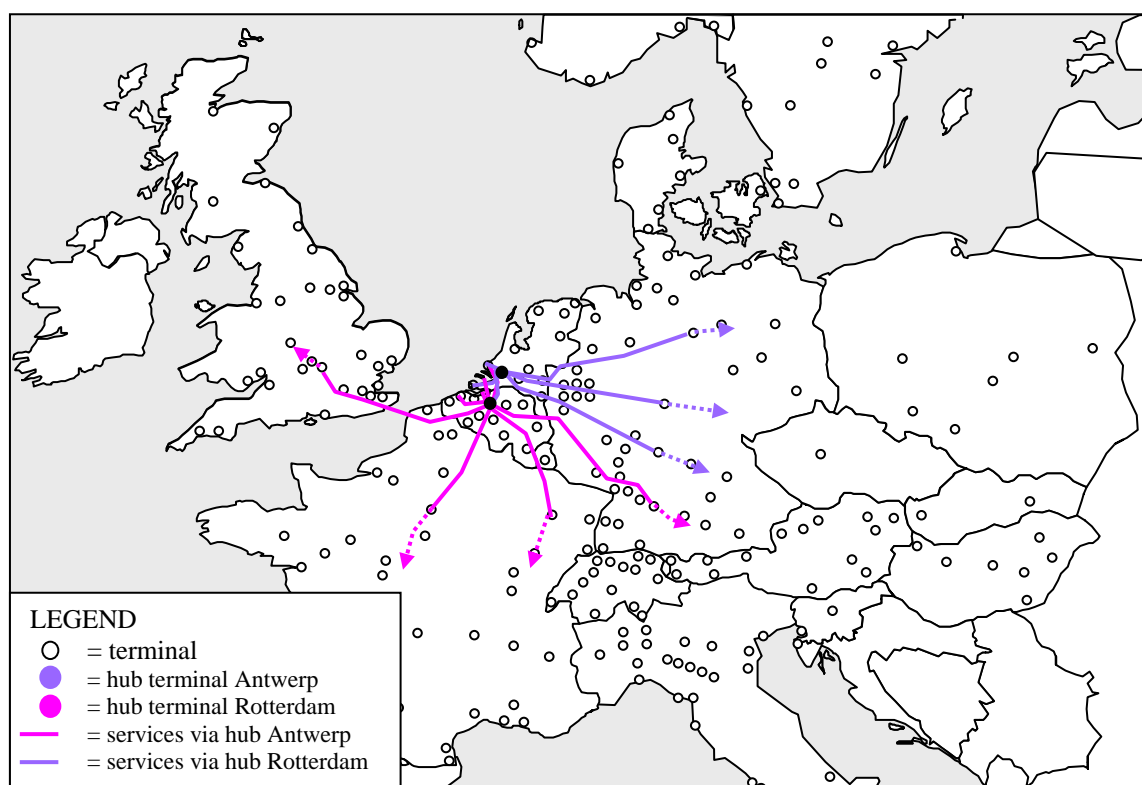 LEGEND
= terminal
= hub terminal Antwerp
= hub terminal Rotterdam
= services via hub Antwerp
= services via hub Rotterdam